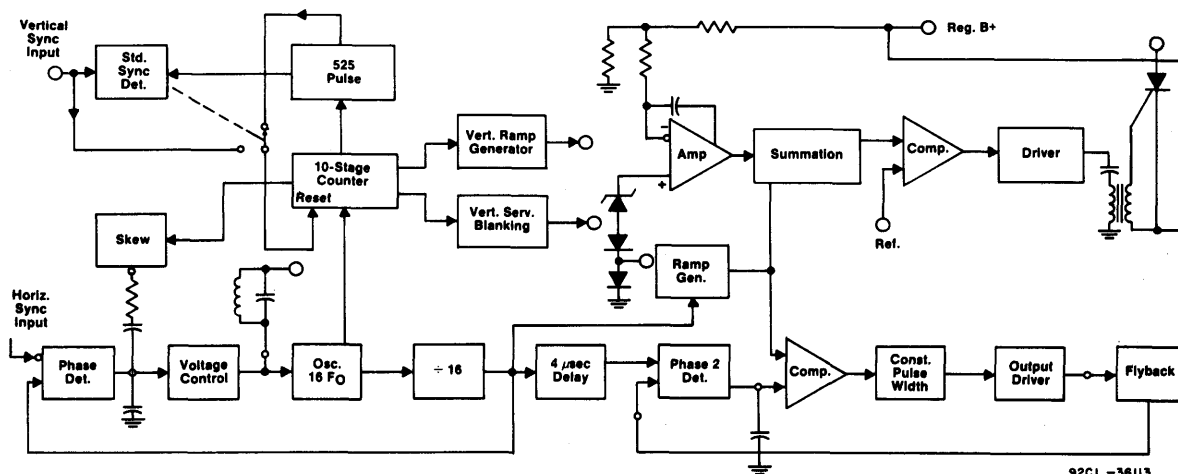 Vertical
Sync
Input
Std.
Sync
Det.
525
Pulse
Reg. B+
Vert. Ramp
Generator
10-Stage
Counter
Reset
Vert. Serv.
Blanking
−
Amp
+
Summation
Comp.
Driver
Ref.
Skew
Ramp
Gen.
Horiz.
Sync
Input
Phase
Det.
Voltage
Control
Osc.
16 FO
÷ 16
4 μsec
Delay
Phase 2
Det.
Comp.
Const.
Pulse
Width
Output
Driver
Flyback
92CL-36113